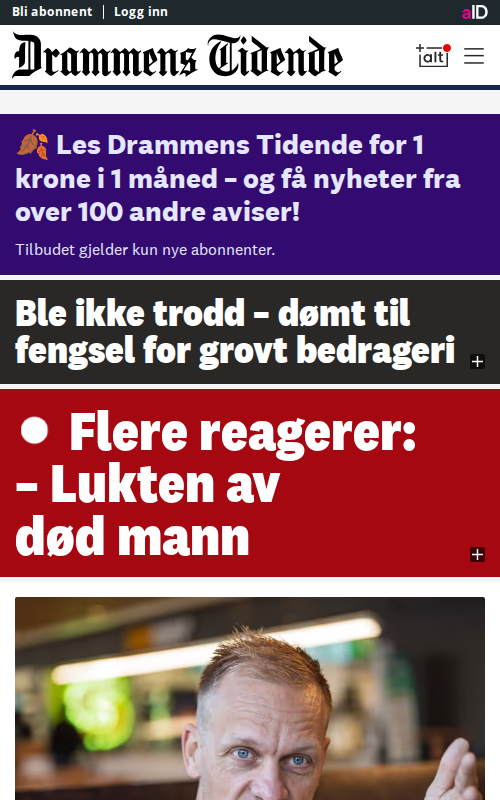 Bli abonnent | Logg inn
aID
Drammens Tidende
+alt
🍂 Les Drammens Tidende for 1
krone i 1 måned – og få nyheter fra
over 100 andre aviser!
Tilbudet gjelder kun nye abonnenter.
Ble ikke trodd – dømt til
fengsel for grovt bedrageri
+
Flere reagerer:
– Lukten av
død mann
+